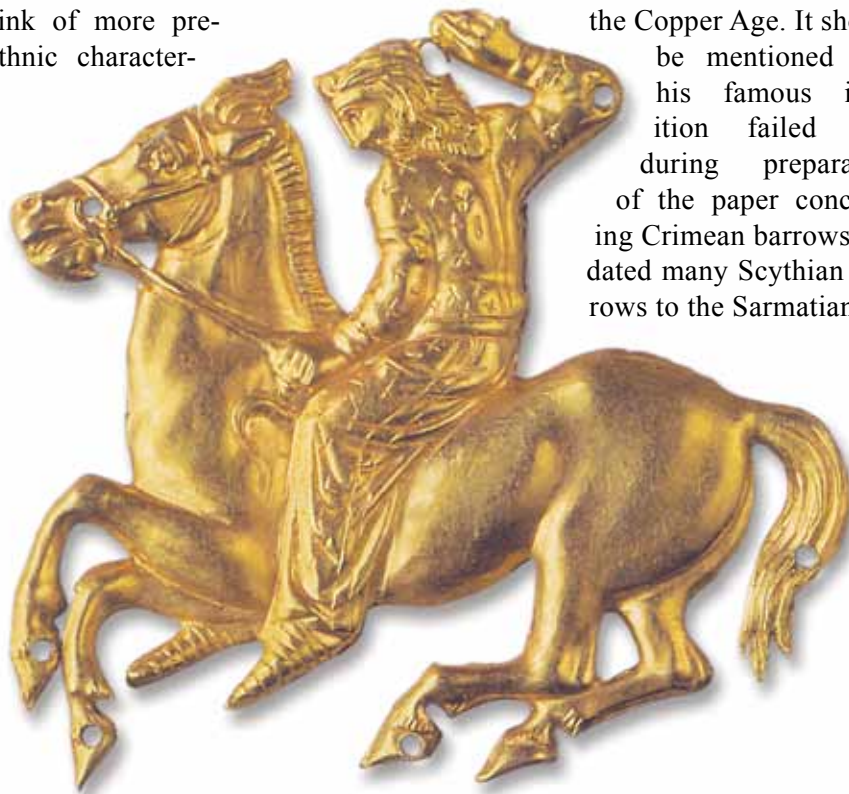 ink of more pre-
thnic character-
the Copper Age. It sho
be mentioned
his famous i
ition failed
during prepara
of the paper conc
ing Crimean barrows
dated many Scythian
rows to the Sarmatian